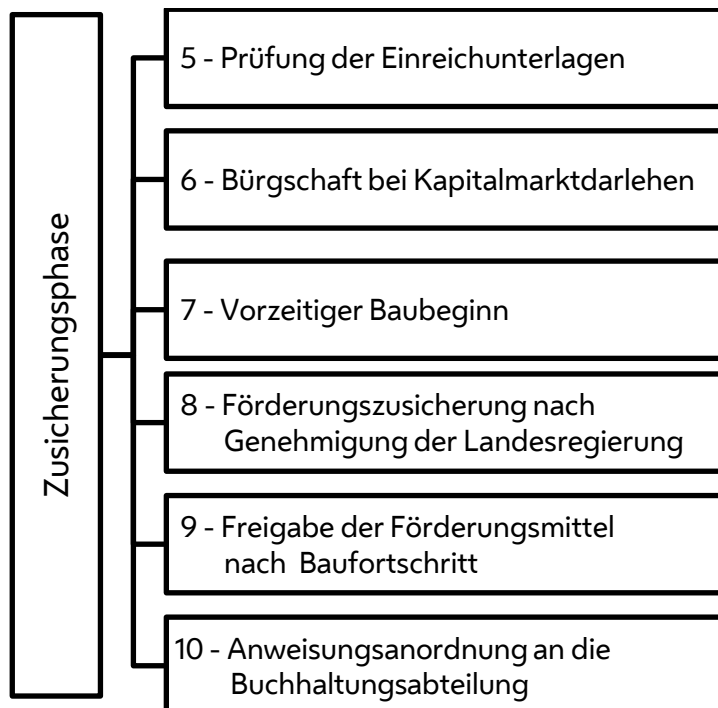 Zusicherungsphase
5 - Prüfung der Einreichunterlagen
6 - Bürgschaft bei Kapitalmarktdarlehen
7 - Vorzeitiger Baubeginn
8 - Förderungszusicherung nach
Genehmigung der Landesregierung
9 - Freigabe der Förderungsmittel
nach Baufortschritt
10 - Anweisungsanordnung an die
Buchhaltungsabteilung